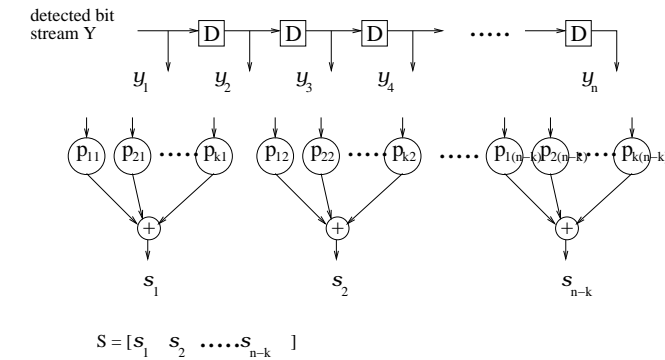 detected bit
stream Y
D D D ..... D
y1 y2 y3 y4 yn
p11 p21 ..... pk1 p12 p22 ..... pk2 ..... p1(n−k) p2(n−k) ..... pk(n−k
+ + +
s1 s2 sn−k
S = [s1 s2 .....sn−k ]